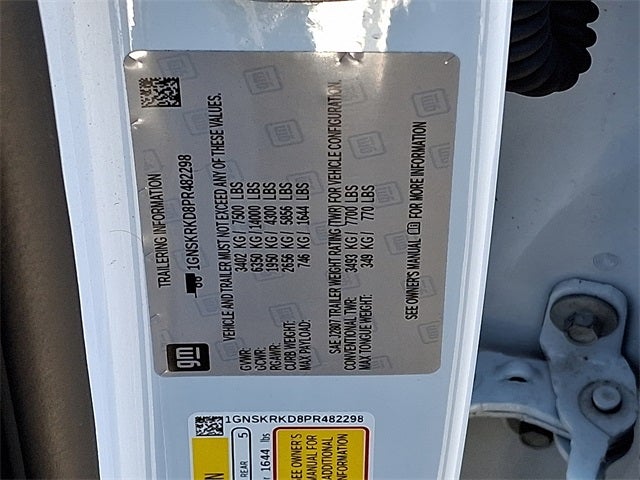 TRAILERING INFORMATION
1GNSKRKD8PR482298
VEHICLE AND TRAILER MUST NOT EXCEED ANY OF THESE VALUES.
GVWR: 3402 KG / 7500 LBS
GCWR: 6350 KG / 14000 LBS
RGAWR: 1950 KG / 4300 LBS
CURB WEIGHT: 2656 KG / 5856 LBS
MAX PAYLOAD: 746 KG / 1644 LBS
SAE J2807 TRAILER WEIGHT RATING (TWR) FOR VEHICLE CONFIGURATION
CONVENTIONAL TWR: 3493 KG / 7700 LBS
MAX TONGUE WEIGHT: 349 KG / 770 LBS
SEE OWNER'S MANUAL FOR MORE INFORMATION
gm
1GNSKRKD8PR482298
REAR 5
1644 lbs
SEE OWNER'S
MANUAL FOR
ADDITIONAL
INFORMATION